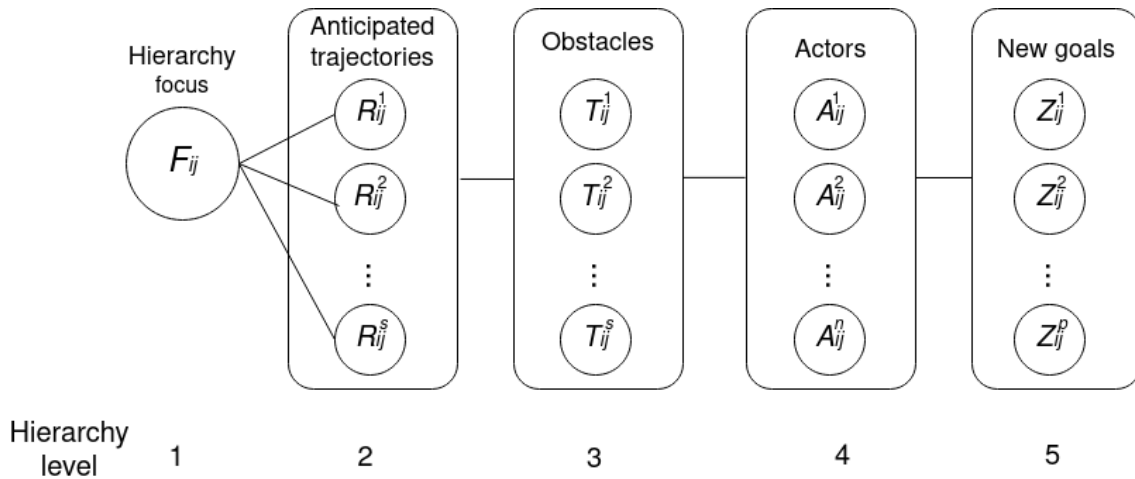 Hierarchy
focus
F_ij
Anticipated
trajectories
R_ij^1
R_ij^2
⋮
R_ij^s
Obstacles
T_ij^1
T_ij^2
⋮
T_ij^s
Actors
A_ij^1
A_ij^2
⋮
A_ij^n
New goals
Z_ij^1
Z_ij^2
⋮
Z_ij^p
Hierarchy
level
1 2 3 4 5